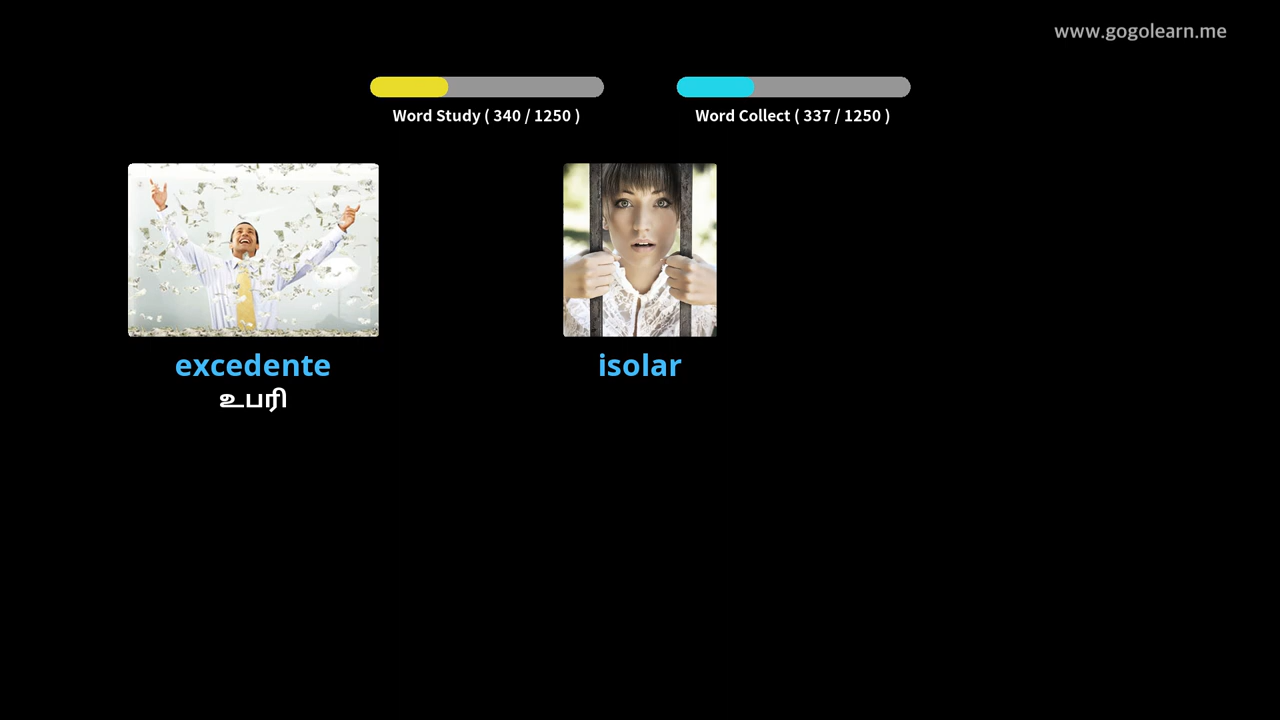 www.gogolearn.me
Word Study ( 340 / 1250 )
Word Collect ( 337 / 1250 )
excedente
உபரி
isolar